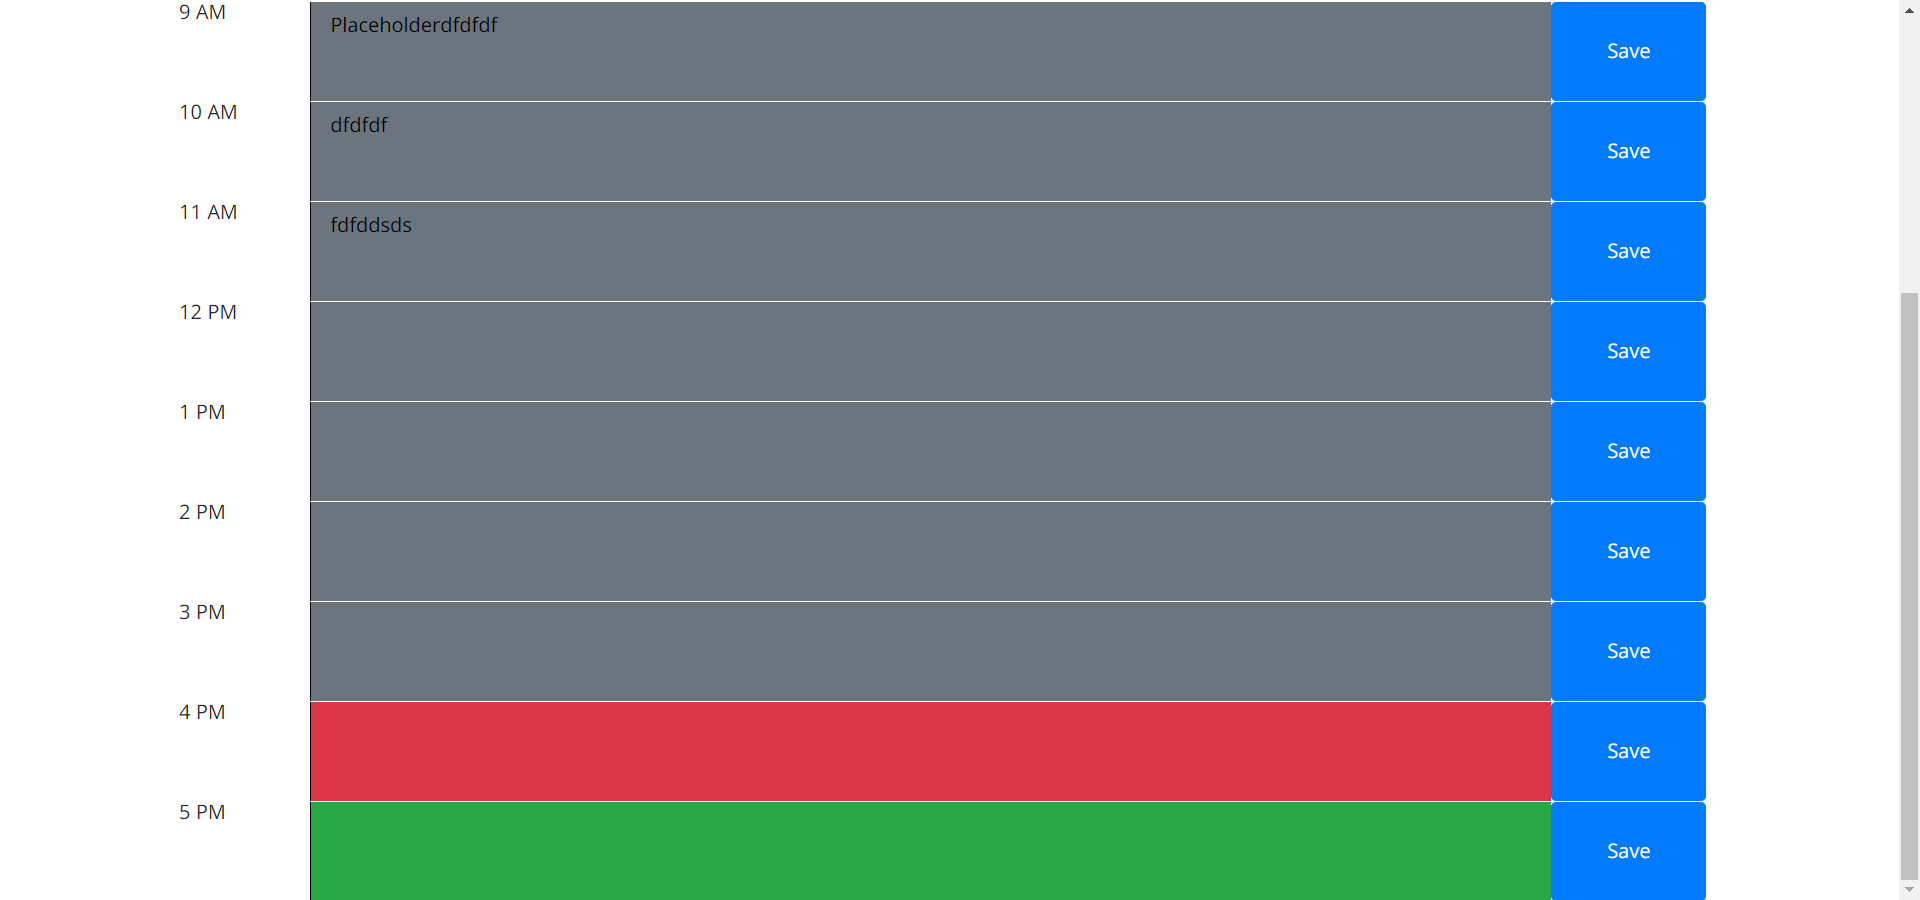 9 AM Placeholderdfdfdf Save
10 AM dfdfdf Save
11 AM fdfddsds Save
12 PM Save
1 PM Save
2 PM Save
3 PM Save
4 PM Save
5 PM Save